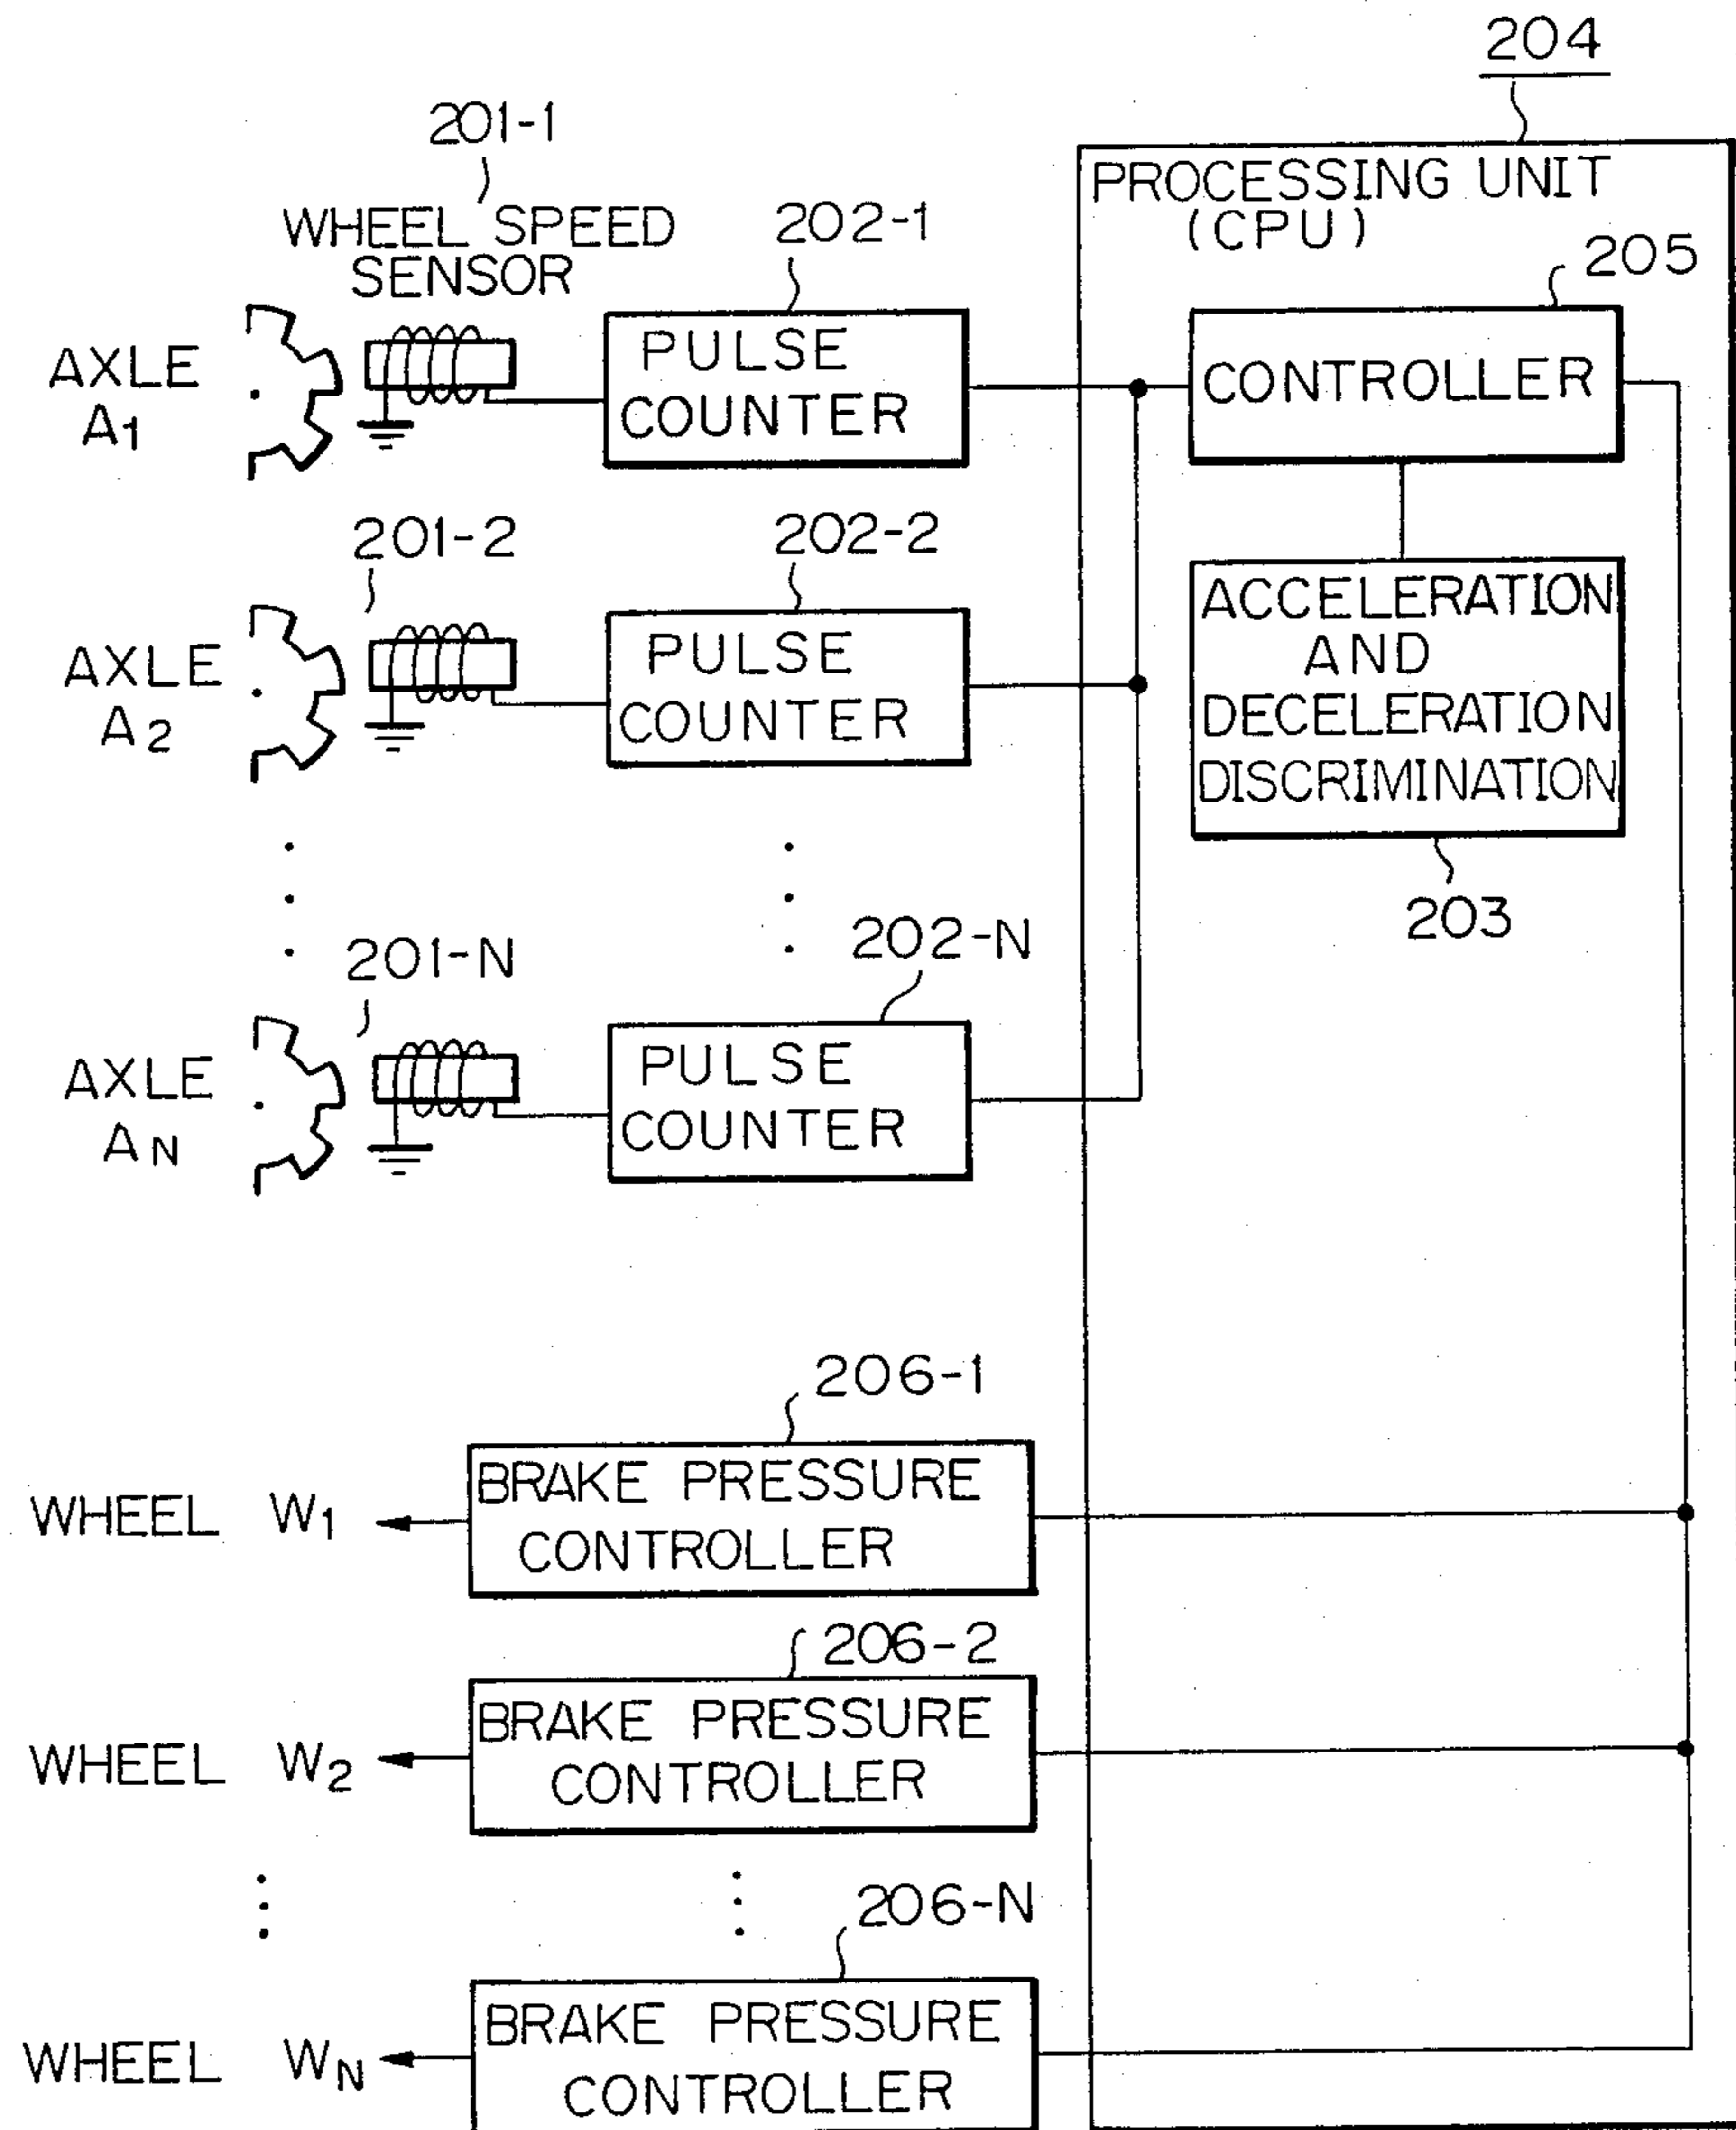 204
201-1
PROCESSING UNIT
(CPU)
WHEEL SPEED
SENSOR
202-1
205
AXLE
A1
PULSE
COUNTER
CONTROLLER
201-2
202-2
AXLE
A2
PULSE
COUNTER
ACCELERATION
AND
DECELERATION
DISCRIMINATION
203
201-N
202-N
AXLE
AN
PULSE
COUNTER
206-1
WHEEL W1
BRAKE PRESSURE
CONTROLLER
206-2
WHEEL W2
BRAKE PRESSURE
CONTROLLER
206-N
WHEEL WN
BRAKE PRESSURE
CONTROLLER